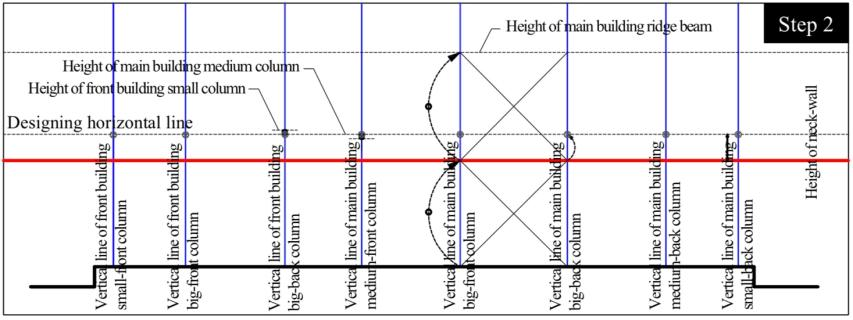 Step 2
Height of main building ridge beam
Height of main building medium column
Height of front building small column
Designing horizontal line
Vertical line of front building
small-front column
Vertical line of front building
big-front column
Vertical line of front building
big-back column
Vertical line of main building
medium-front column
Vertical line of main building
big-front column
Vertical line of main building
big-back column
Vertical line of main building
medium-back column
Vertical line of main building
small-back column
Height of neck-wall